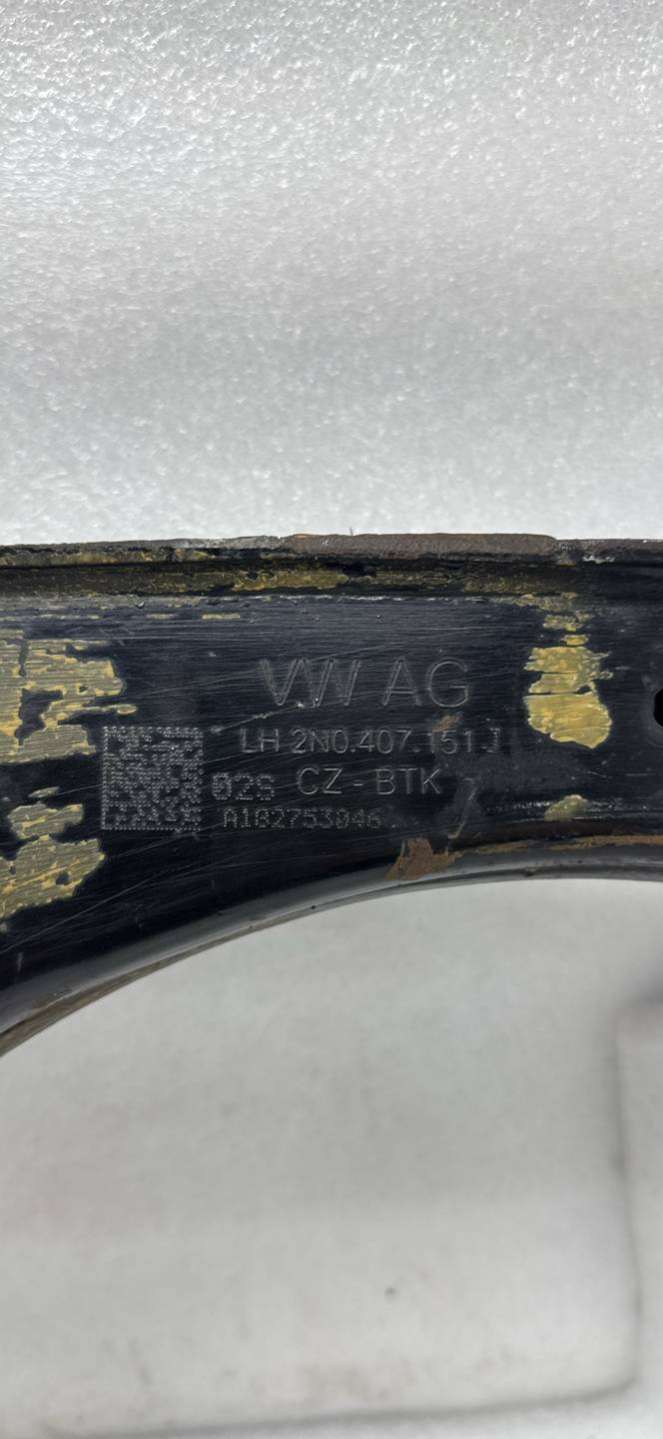 VW AG
LH 2N0.407.151.J
02S CZ - BTK
A182753046